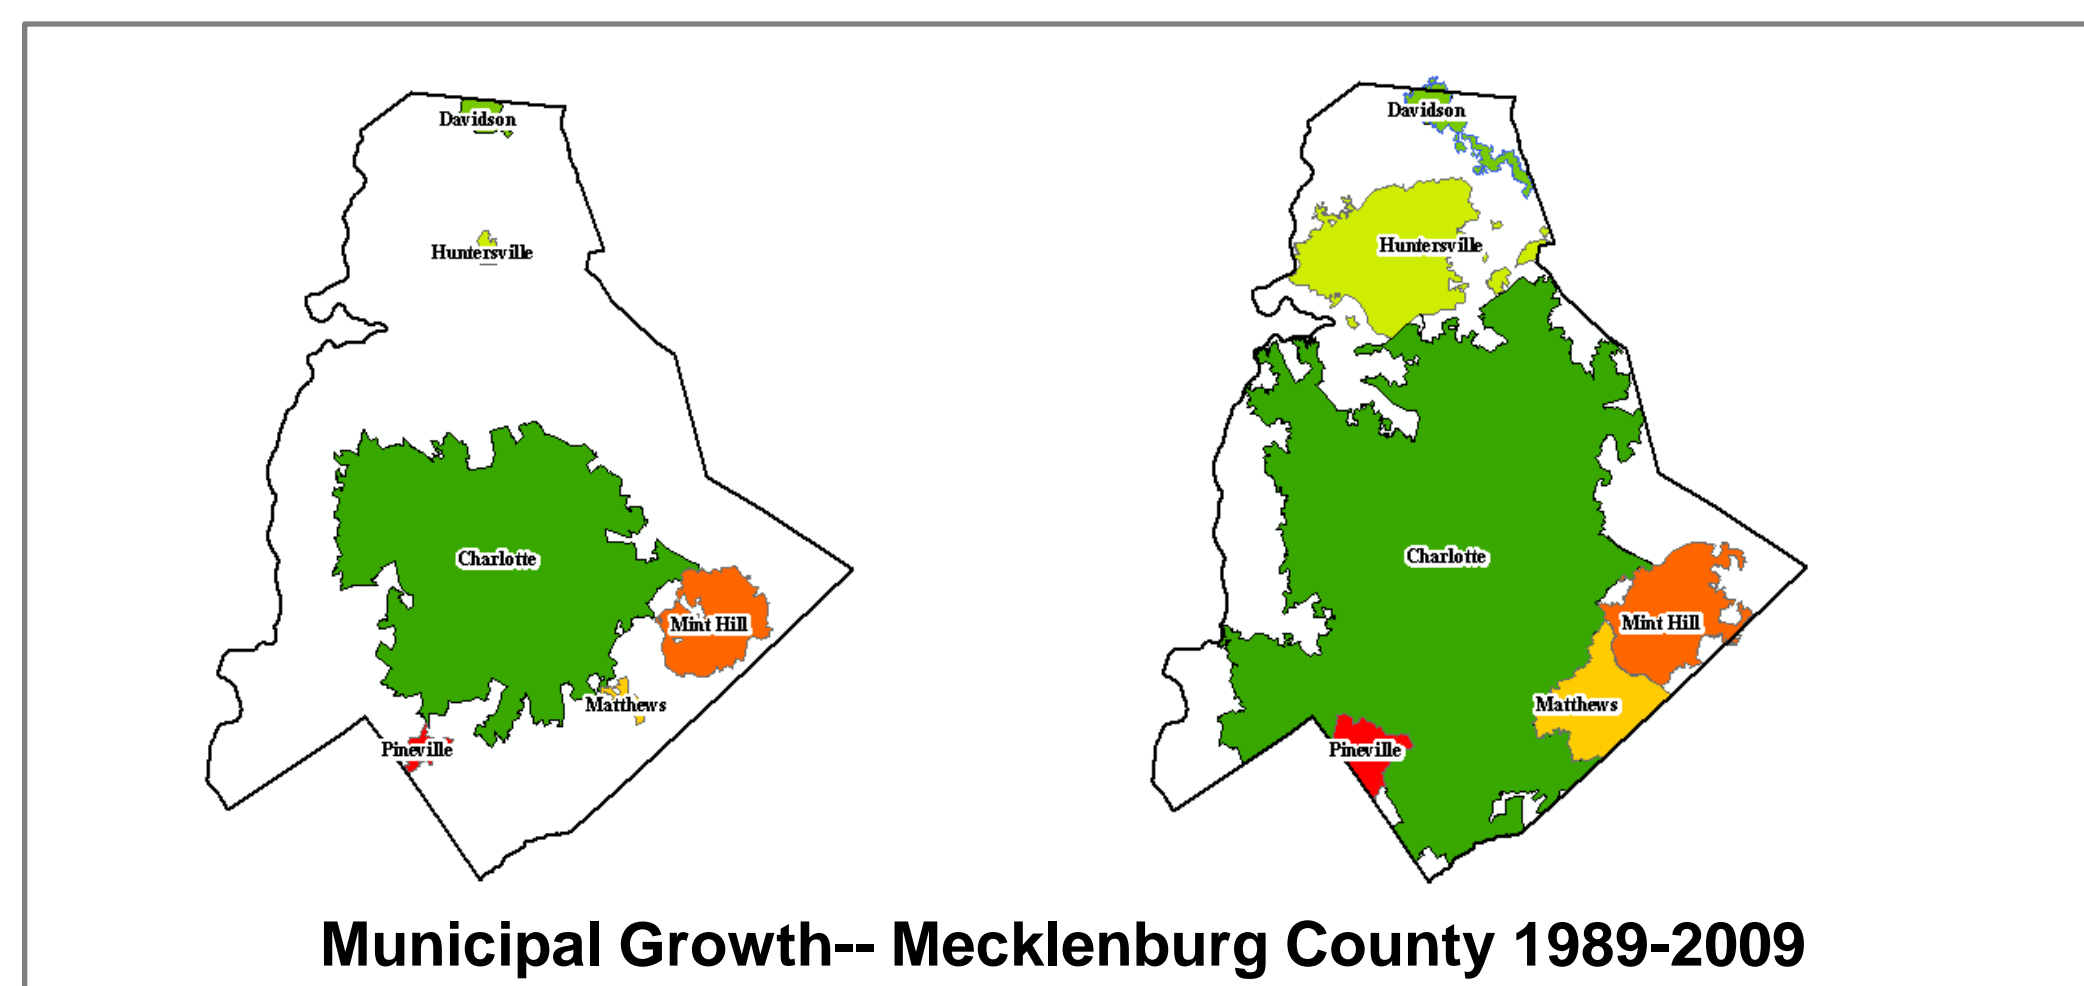 Davidson
Huntersville
Charlotte
Mint Hill
Matthews
Pineville
Davidson
Huntersville
Charlotte
Mint Hill
Matthews
Pineville
Municipal Growth-- Mecklenburg County 1989-2009